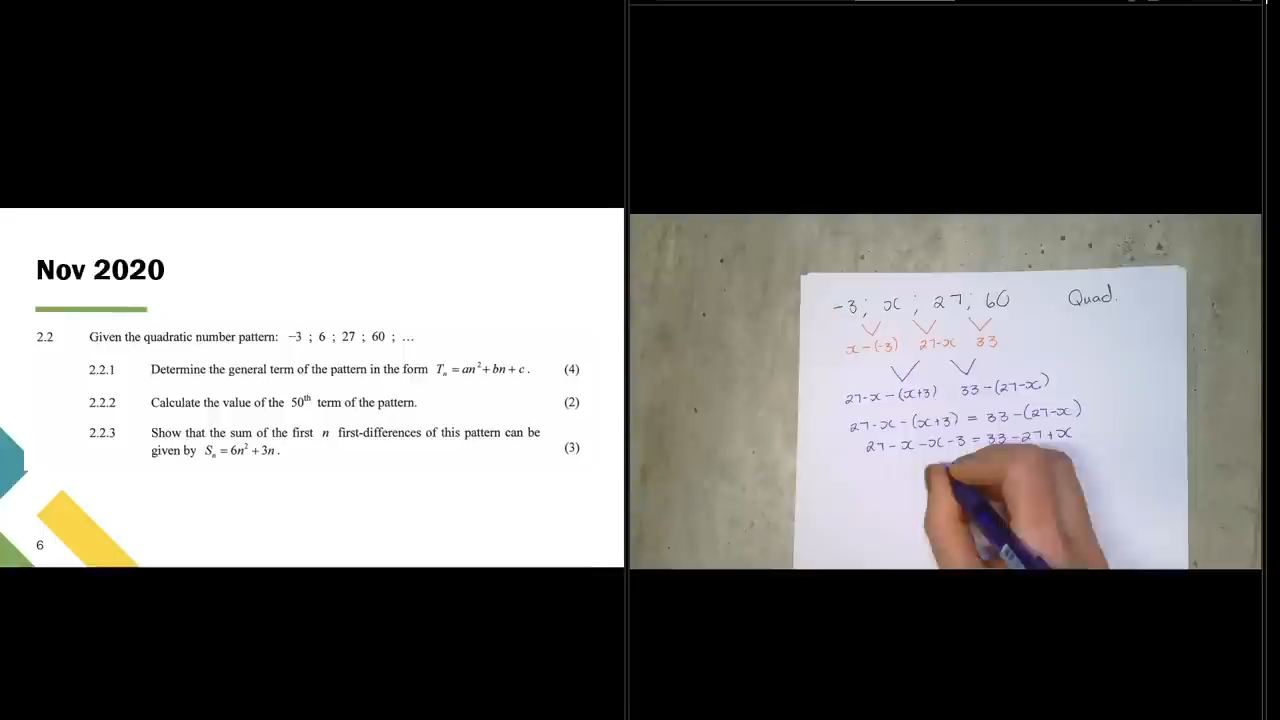 Nov 2020
2.2 Given the quadratic number pattern: −3 ; 6 ; 27 ; 60 ; …
2.2.1 Determine the general term of the pattern in the form Tₙ = an² + bn + c. (4)
2.2.2 Calculate the value of the 50ᵗʰ term of the pattern. (2)
2.2.3 Show that the sum of the first n first-differences of this pattern can be
given by Sₙ = 6n² + 3n. (3)
6
-3 ; x ; 27 ; 60 Quad.
x-(-3) 27-x 33
27-x-(x+3) 33-(27-x)
27-x-(x+3) = 33-(27-x)
27-x-x-3 = 33-27+x